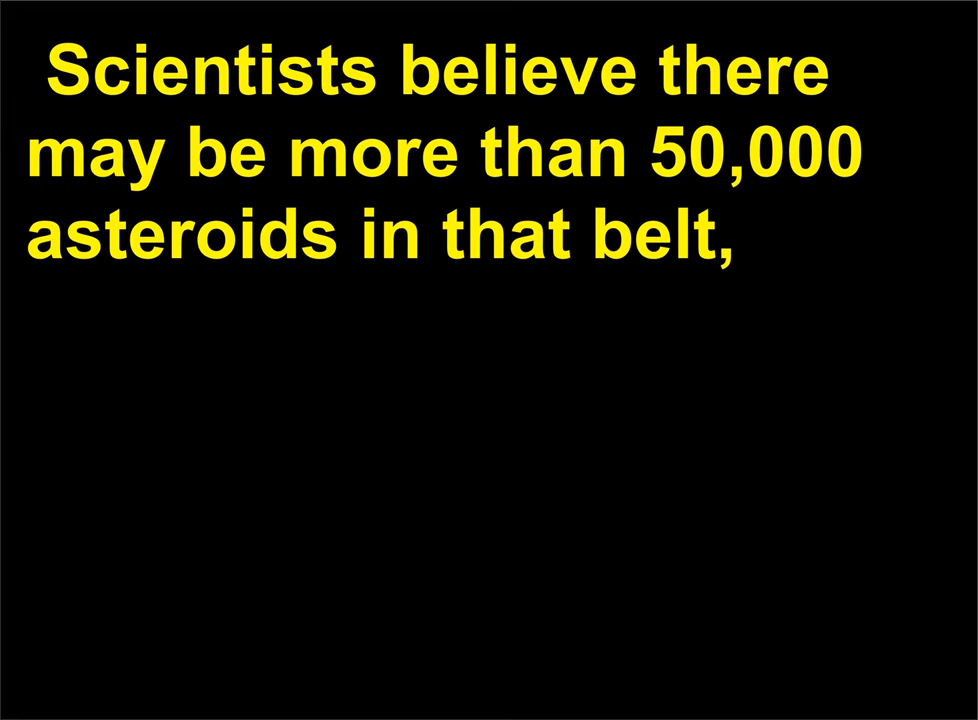 Scientists believe there
may be more than 50,000
asteroids in that belt,